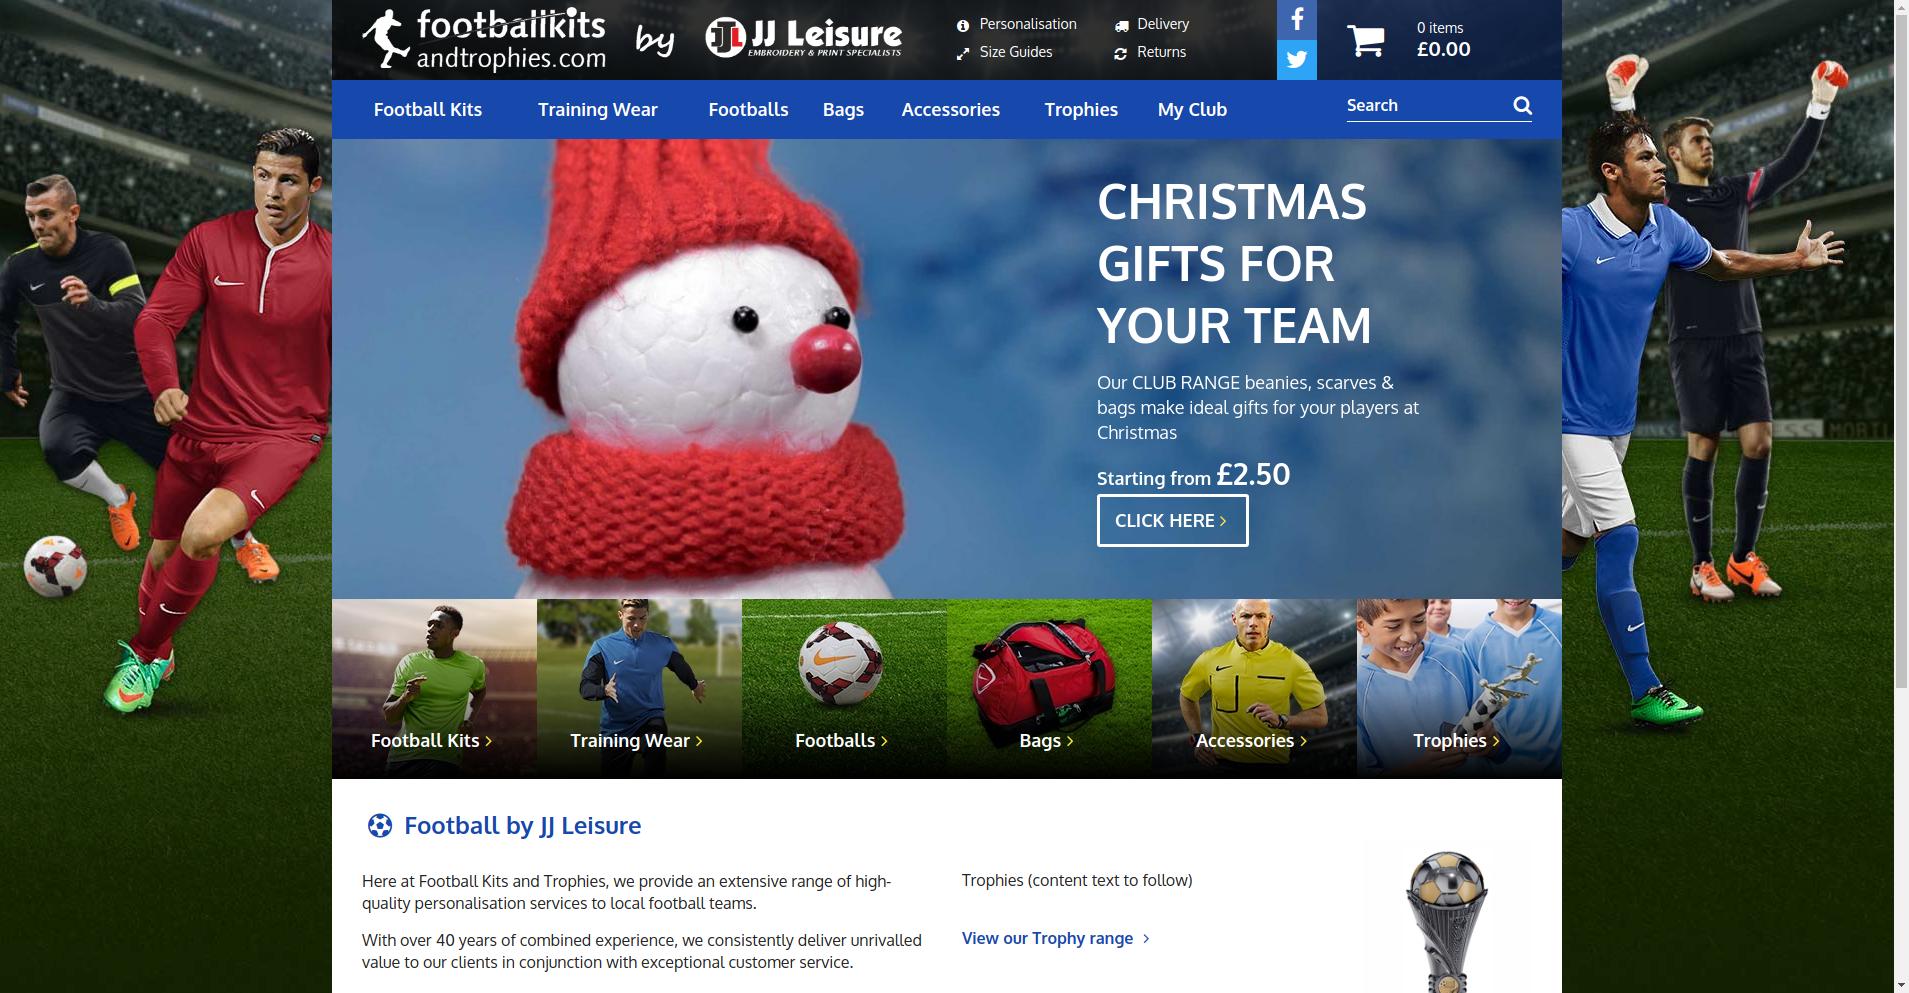 footballkits
andtrophies.com
by
JJL JJ Leisure
EMBROIDERY & PRINT SPECIALISTS
Personalisation
Delivery
Size Guides
Returns
0 items
£0.00
Football Kits
Training Wear
Footballs
Bags
Accessories
Trophies
My Club
Search
CHRISTMAS
GIFTS FOR
YOUR TEAM
Our CLUB RANGE beanies, scarves &
bags make ideal gifts for your players at
Christmas
Starting from £2.50
CLICK HERE
Football Kits
Training Wear
Footballs
Bags
Accessories
Trophies
Football by JJ Leisure
Here at Football Kits and Trophies, we provide an extensive range of high-
quality personalisation services to local football teams.
With over 40 years of combined experience, we consistently deliver unrivalled
value to our clients in conjunction with exceptional customer service.
Trophies (content text to follow)
View our Trophy range